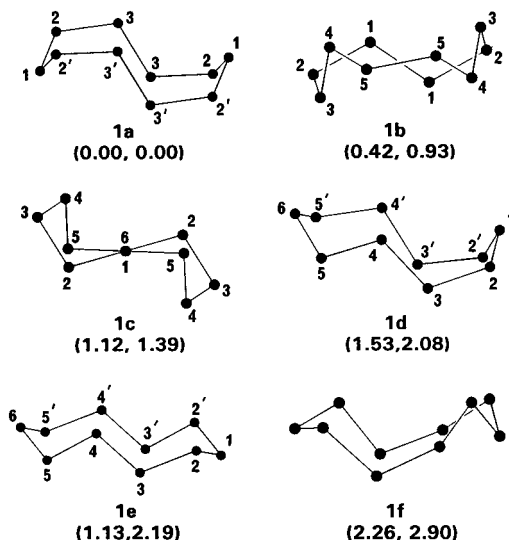 2 3
3 2 1
1 2' 3'
3' 2'
1a
(0.00, 0.00)
3
4 1 5
2 2
5 4
3 1
1b
(0.42, 0.93)
4
3 2
5 6 5
2 1
3
4
1c
(1.12, 1.39)
6 5' 4'
3' 2'
5 4 2
3
1d
(1.53,2.08)
4' 2'
6 5' 3' 1
4 2
5 3
1e
(1.13,2.19)
1f
(2.26, 2.90)